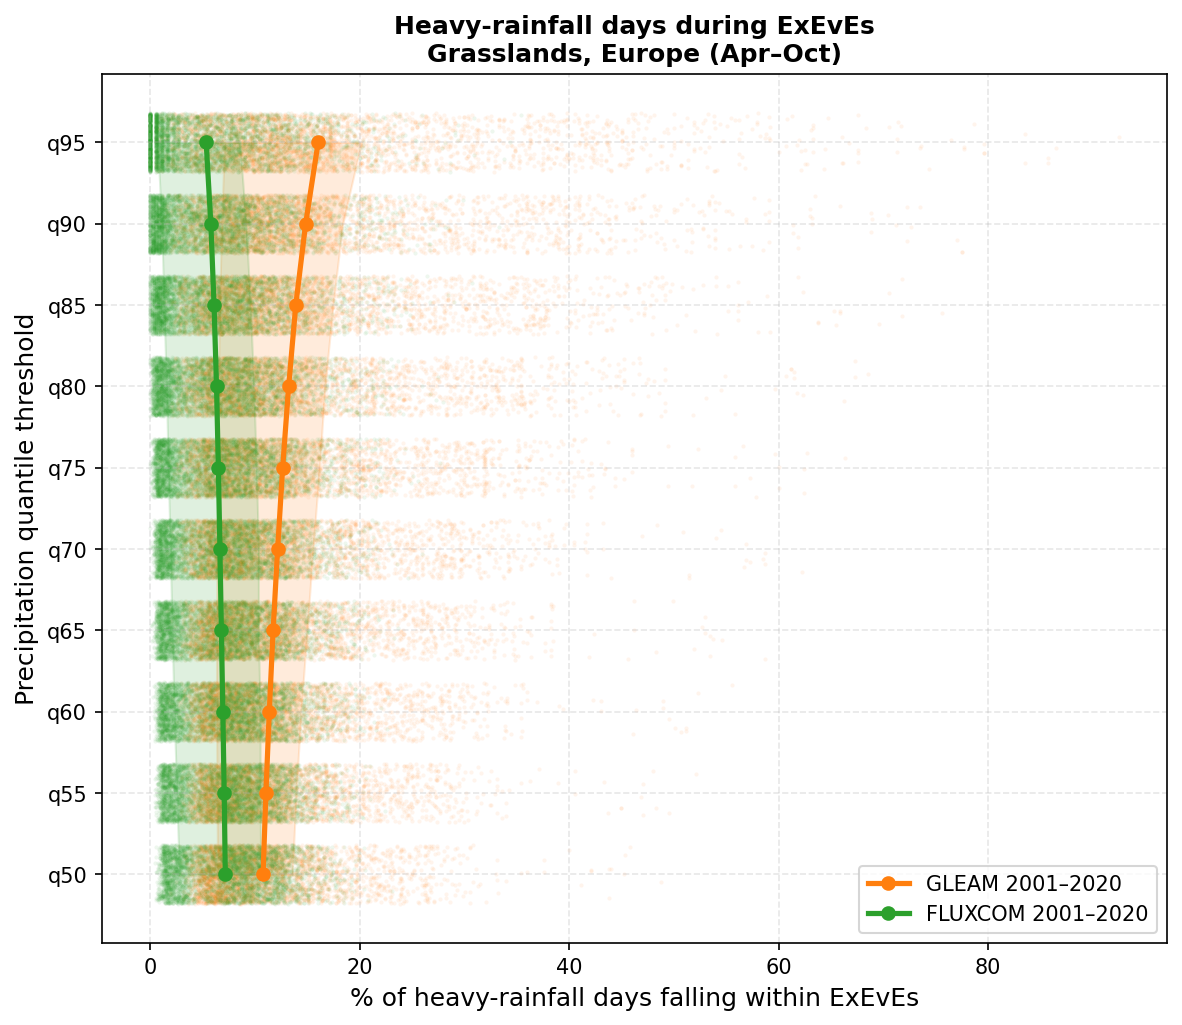 Heavy-rainfall days during ExEvEs
Grasslands, Europe (Apr–Oct)
Precipitation quantile threshold
q95
q90
q85
q80
q75
q70
q65
q60
q55
q50
GLEAM 2001–2020
FLUXCOM 2001–2020
0 20 40 60 80
% of heavy-rainfall days falling within ExEvEs